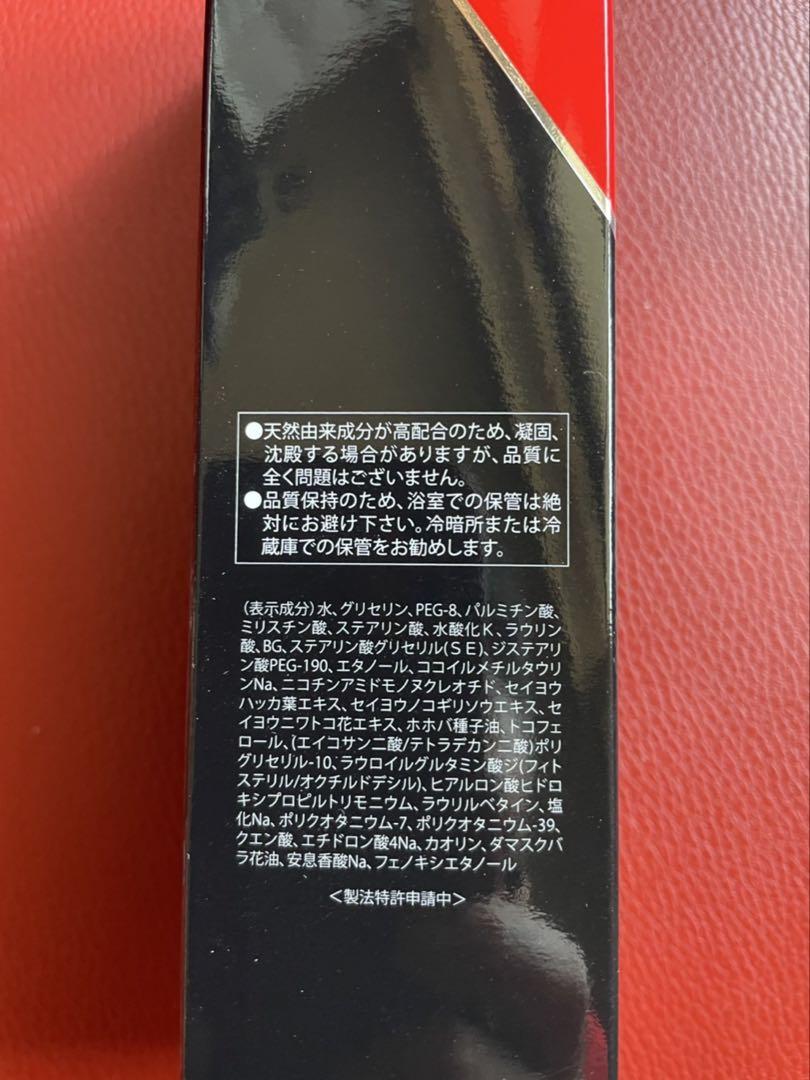 ●天然由来成分が高配合のため、凝固、
沈殿する場合がありますが、品質に
全く問題はございません。
●品質保持のため、浴室での保管は絶
対にお避け下さい。冷暗所または冷
蔵庫での保管をお勧めします。
(表示成分)水、グリセリン、PEG-8、パルミチン酸、
ミリスチン酸、ステアリン酸、水酸化K、ラウリン
酸、BG、ステアリン酸グリセリル(SE)、ジステアリ
ン酸PEG-190、エタノール、ココイルメチルタウリ
ンNa、ニコチンアミドモノヌクレオチド、セイヨウ
ハッカ葉エキス、セイヨウノコギリソウエキス、セ
イヨウニワトコ花エキス、ホホバ種子油、トコフェ
ロール、(エイコサン二酸/テトラデカン二酸)ポリ
グリセリル-10、ラウロイルグルタミン酸ジ(フィト
ステリル/オクチルドデシル)、ヒアルロン酸ヒドロ
キシプロピルトリモニウム、ラウリルベタイン、塩
化Na、ポリクオタニウム-7、ポリクオタニウム-39、
クエン酸、エチドロン酸4Na、カオリン、ダマスクバ
ラ花油、安息香酸Na、フェノキシエタノール
<製法特許申請中>